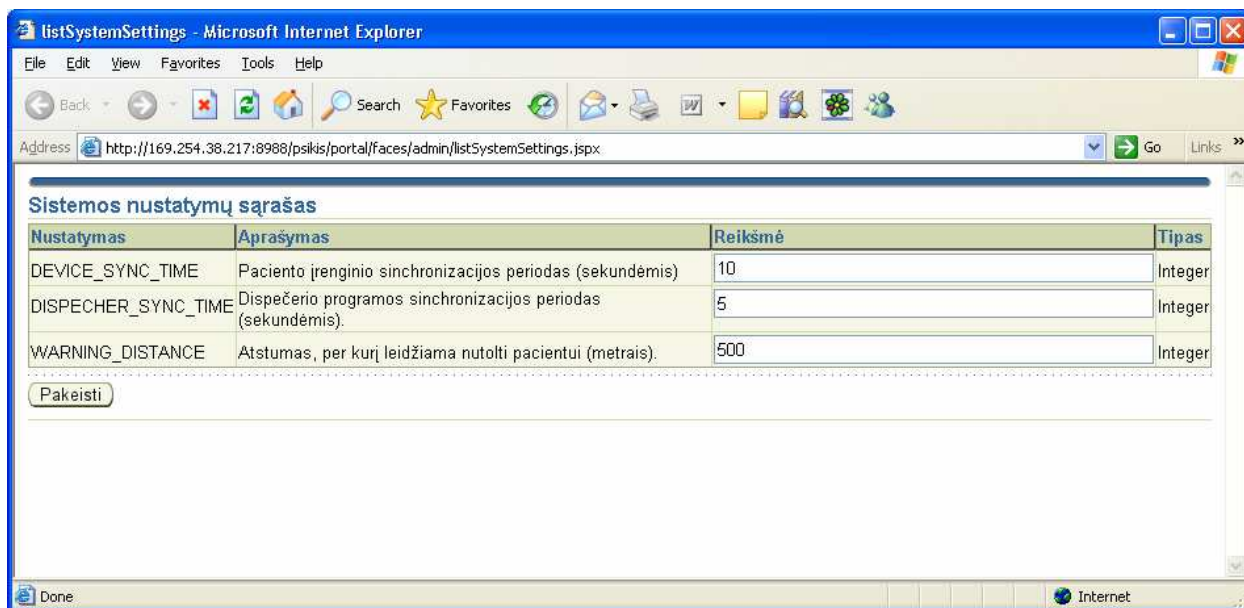 listSystemSettings - Microsoft Internet Explorer
File Edit View Favorites Tools Help
Back Search Favorites
Address http://169.254.38.217:8988/psikis/portal/faces/admin/listSystemSettings.jspx Go Links »
Sistemos nustatymų sąrašas
Nustatymas Aprašymas Reikšmė Tipas
DEVICE_SYNC_TIME Paciento įrenginio sinchronizacijos periodas (sekundėmis) 10 Integer
DISPECHER_SYNC_TIME Dispečerio programos sinchronizacijos periodas
(sekundėmis). 5 Integer
WARNING_DISTANCE Atstumas, per kurį leidžiama nutolti pacientui (metrais). 500 Integer
Pakeisti
Done Internet